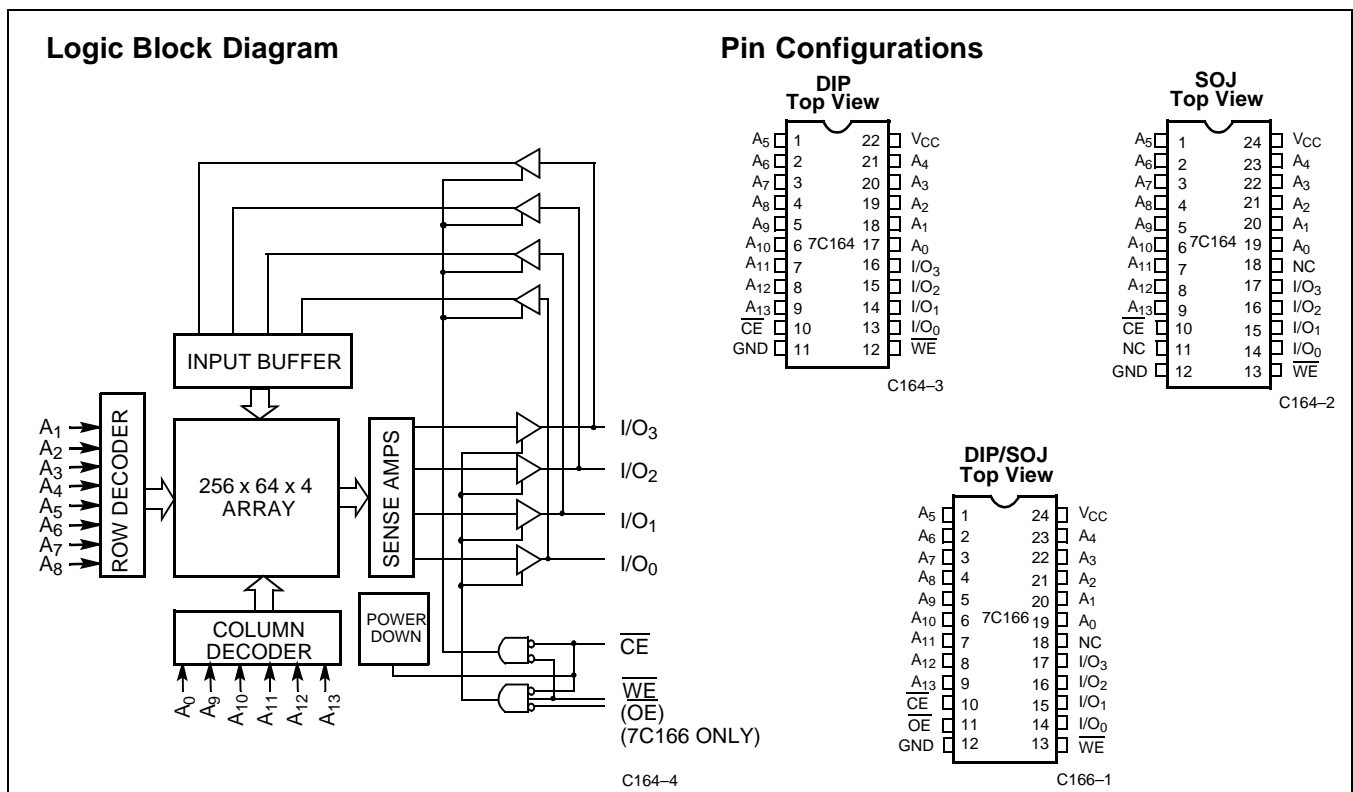 Logic Block Diagram
INPUT BUFFER
A1
A2
A3
A4
A5
A6
A7
A8
ROW DECODER
256 x 64 x 4
ARRAY
SENSE AMPS
I/O3
I/O2
I/O1
I/O0
COLUMN
DECODER
A0
A9
A10
A11
A12
A13
POWER
DOWN
CE
WE
(OE)
(7C166 ONLY)
C164–4
Pin Configurations
DIP
Top View
A5 1 22 VCC
A6 2 21 A4
A7 3 20 A3
A8 4 19 A2
A9 5 18 A1
A10 6 7C164 17 A0
A11 7 16 I/O3
A12 8 15 I/O2
A13 9 14 I/O1
CE 10 13 I/O0
GND 11 12 WE
C164–3
SOJ
Top View
A5 1 24 VCC
A6 2 23 A4
A7 3 22 A3
A8 4 21 A2
A9 5 20 A1
A10 6 7C164 19 A0
A11 7 18 NC
A12 8 17 I/O3
A13 9 16 I/O2
CE 10 15 I/O1
NC 11 14 I/O0
GND 12 13 WE
C164–2
DIP/SOJ
Top View
A5 1 24 VCC
A6 2 23 A4
A7 3 22 A3
A8 4 21 A2
A9 5 20 A1
A10 6 7C166 19 A0
A11 7 18 NC
A12 8 17 I/O3
A13 9 16 I/O2
CE 10 15 I/O1
OE 11 14 I/O0
GND 12 13 WE
C166–1